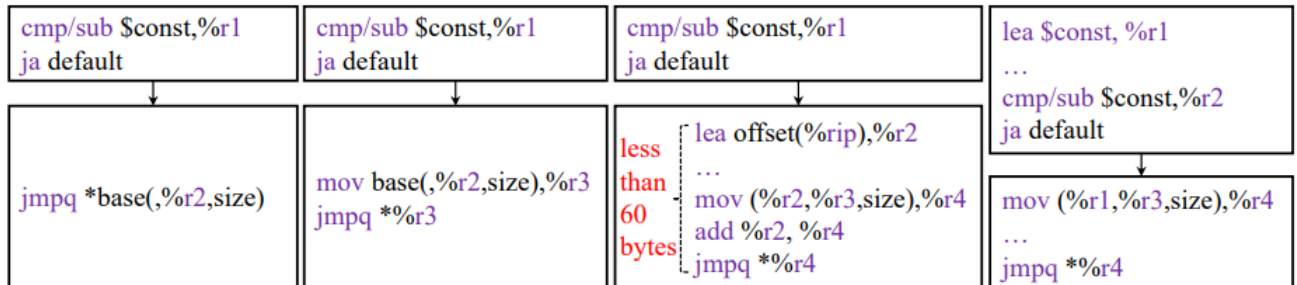 cmp/sub $const,%r1
ja default
jmpq *base(,%r2,size)
cmp/sub $const,%r1
ja default
mov base(,%r2,size),%r3
jmpq *%r3
cmp/sub $const,%r1
ja default
less
than
60
bytes
lea offset(%rip),%r2
…
mov (%r2,%r3,size),%r4
add %r2, %r4
jmpq *%r4
lea $const, %r1
…
cmp/sub $const,%r2
ja default
mov (%r1,%r3,size),%r4
…
jmpq *%r4